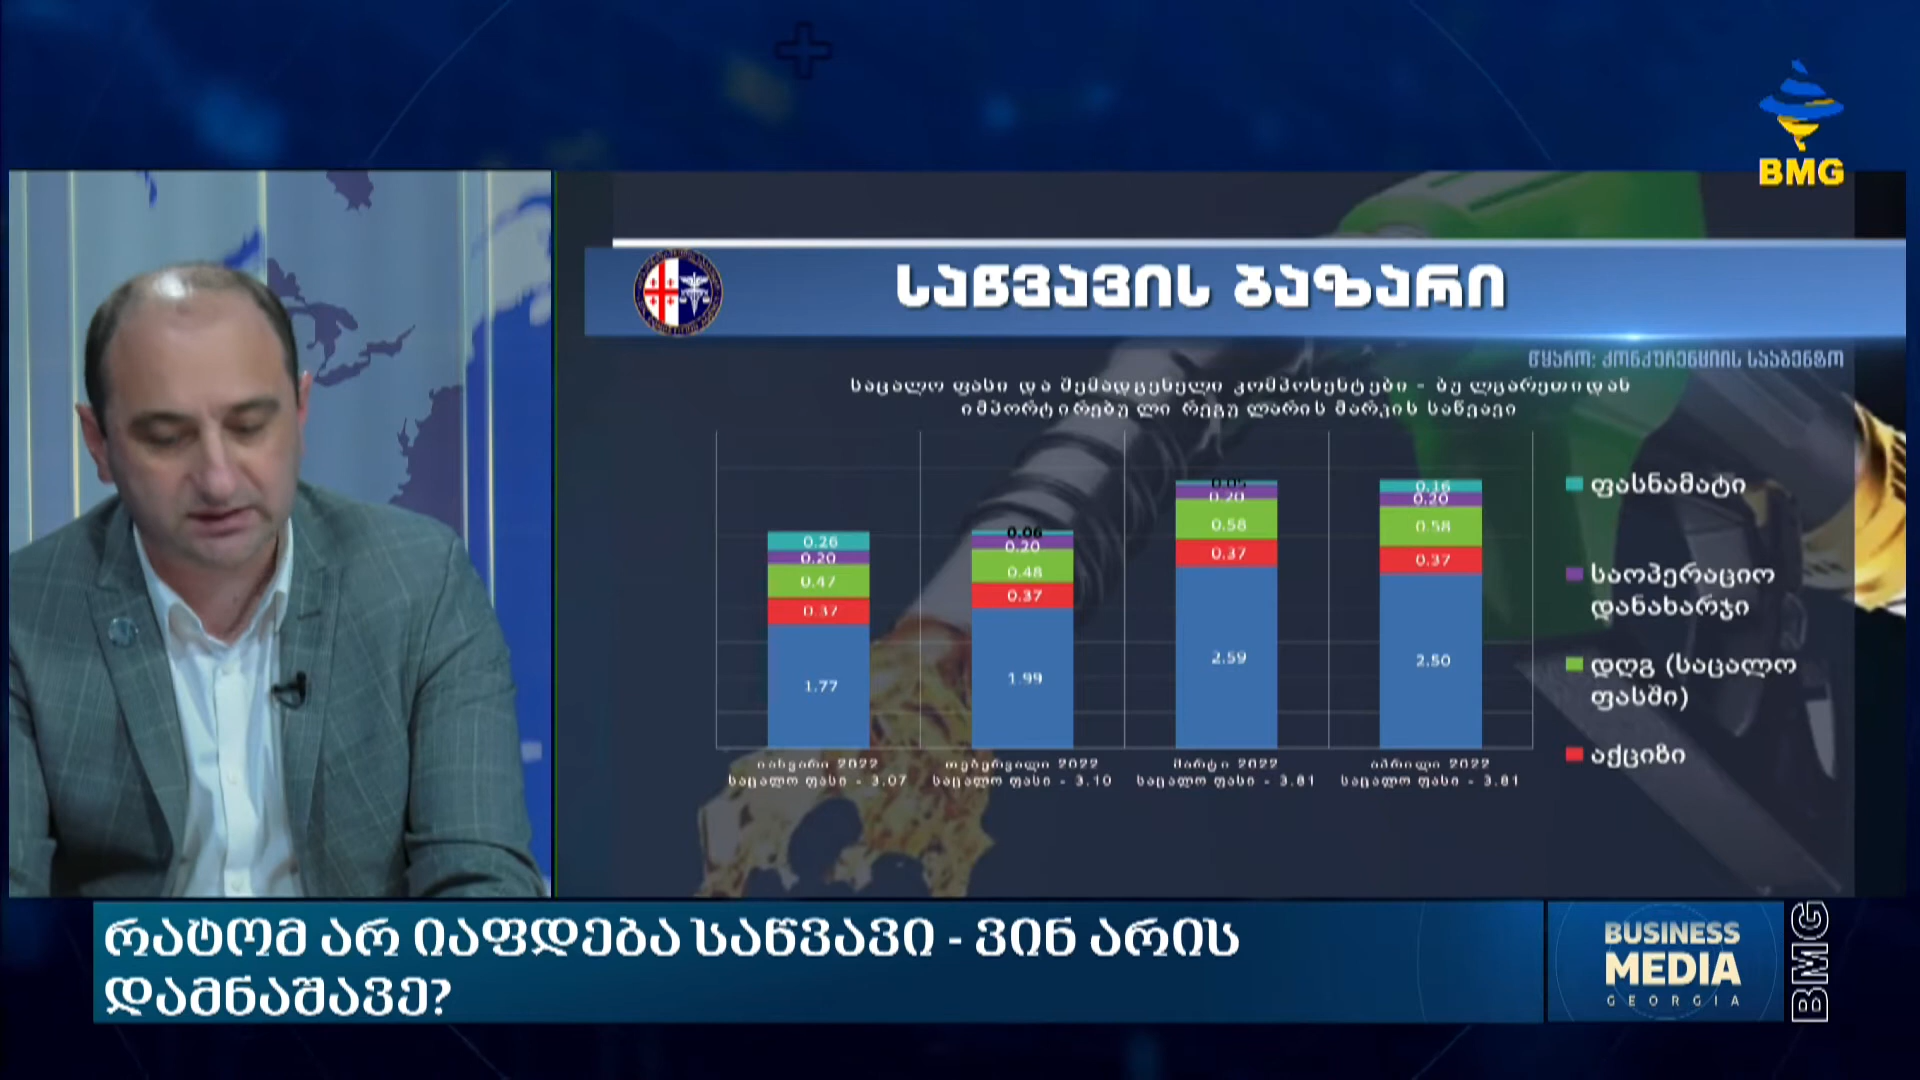 BMG
საწვავის ბაზარი
წყარო: კონკურენციის სააგენტო
საცალო ფასი და შემადგენელი კომპონენტები - ბულგარეთიდან
იმპორტირებული რეგულარის მარკის საწვავი
0.26
0.20
0.47
0.37
1.77
0.06
0.20
0.48
0.37
1.99
0.05
0.20
0.58
0.37
2.59
0.16
0.20
0.58
0.37
2.50
იანვარი 2022
საცალო ფასი - 3.07
თებერვალი 2022
საცალო ფასი - 3.10
მარტი 2022
საცალო ფასი - 3.81
აპრილი 2022
საცალო ფასი - 3.81
ფასნამატი
საოპერაციო
დანახარჯი
დღგ (საცალო
ფასში)
აქციზი
რატომ არ იაფდება საწვავი - ვინ არის
დამნაშავე?
BUSINESS
MEDIA
GEORGIA
BMG